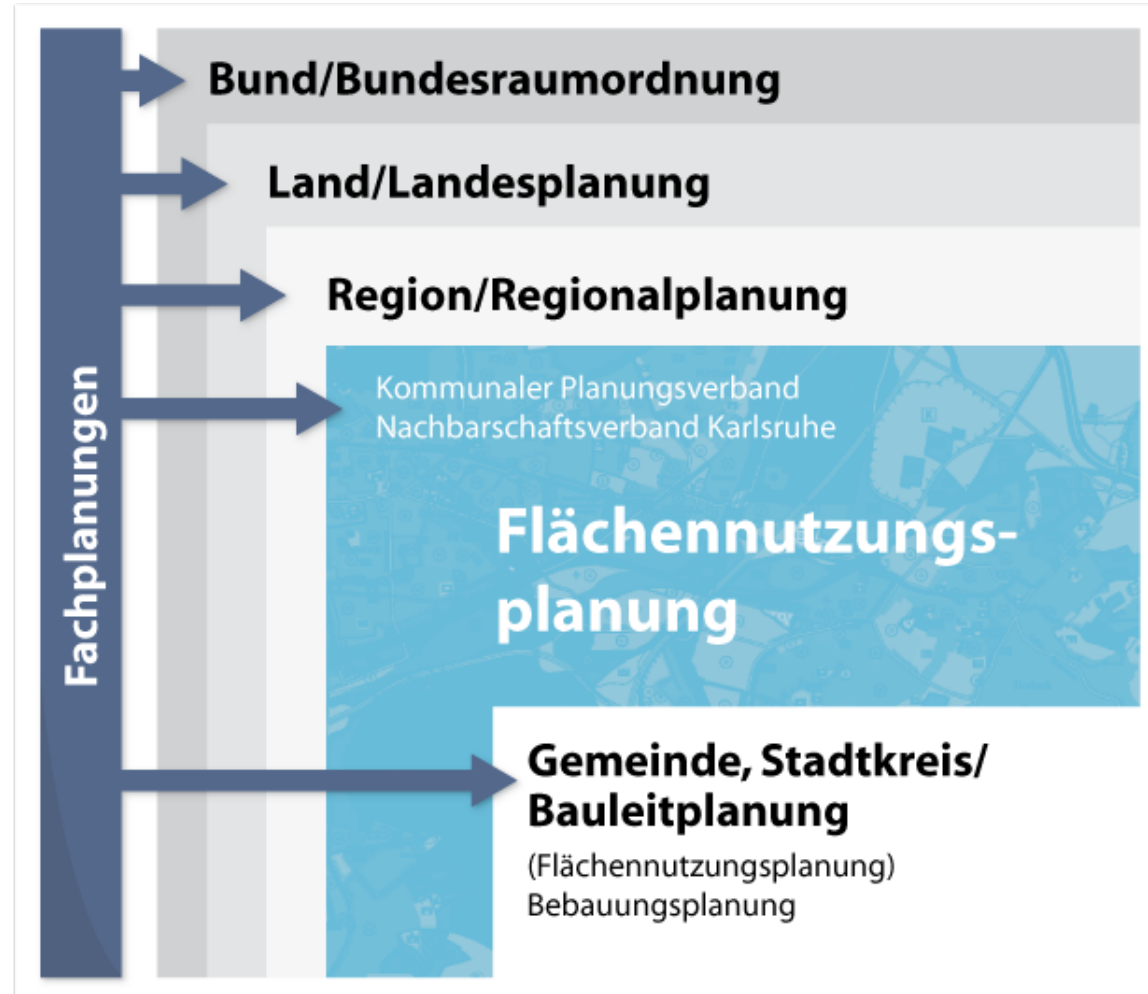 Fachplanungen
Bund/Bundesraumordnung
Land/Landesplanung
Region/Regionalplanung
Kommunaler Planungsverband
Nachbarschaftsverband Karlsruhe
Flächennutzungs-
planung
Gemeinde, Stadtkreis/
Bauleitplanung
(Flächennutzungsplanung)
Bebauungsplanung